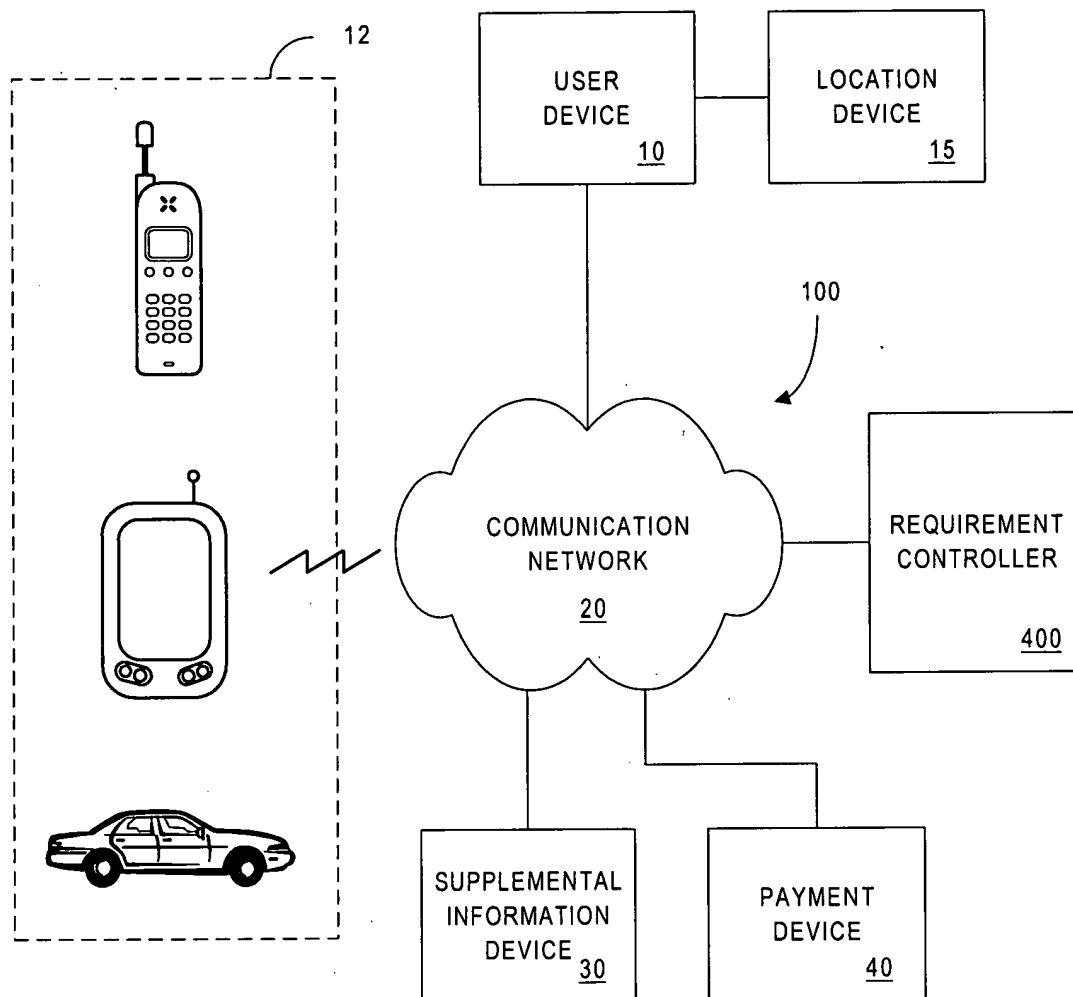 12
USER
DEVICE
10
LOCATION
DEVICE
15
100
COMMUNICATION
NETWORK
20
REQUIREMENT
CONTROLLER
400
SUPPLEMENTAL
INFORMATION
DEVICE
30
PAYMENT
DEVICE
40